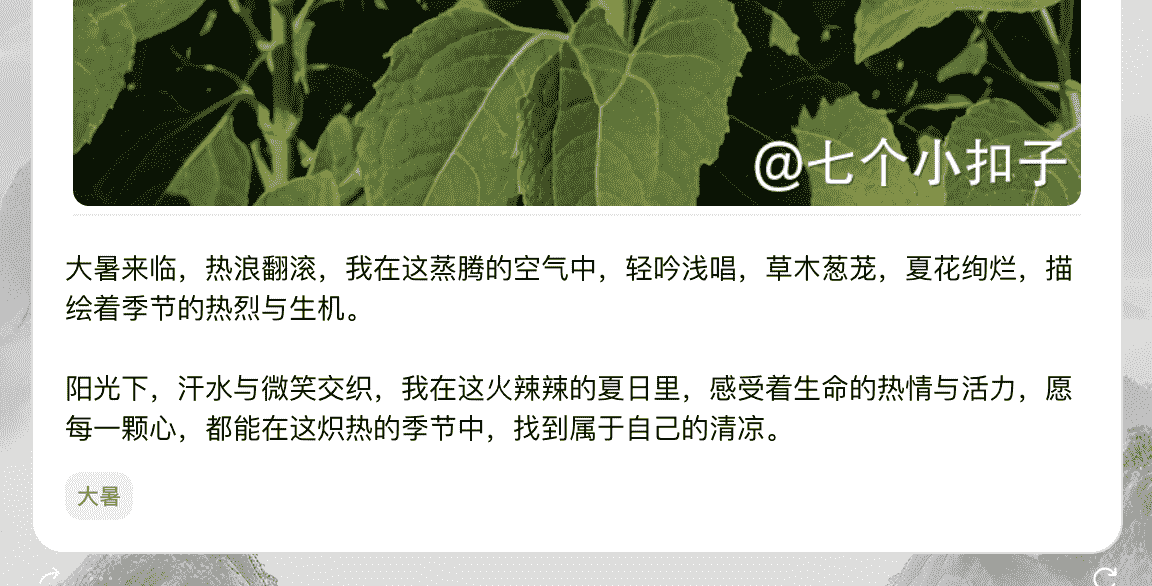 @七个小扣子
大暑来临，热浪翻滚，我在这蒸腾的空气中，轻吟浅唱，草木葱茏，夏花绚烂，描
绘着季节的热烈与生机。
阳光下，汗水与微笑交织，我在这火辣辣的夏日里，感受着生命的热情与活力，愿
每一颗心，都能在这炽热的季节中，找到属于自己的清凉。
大暑